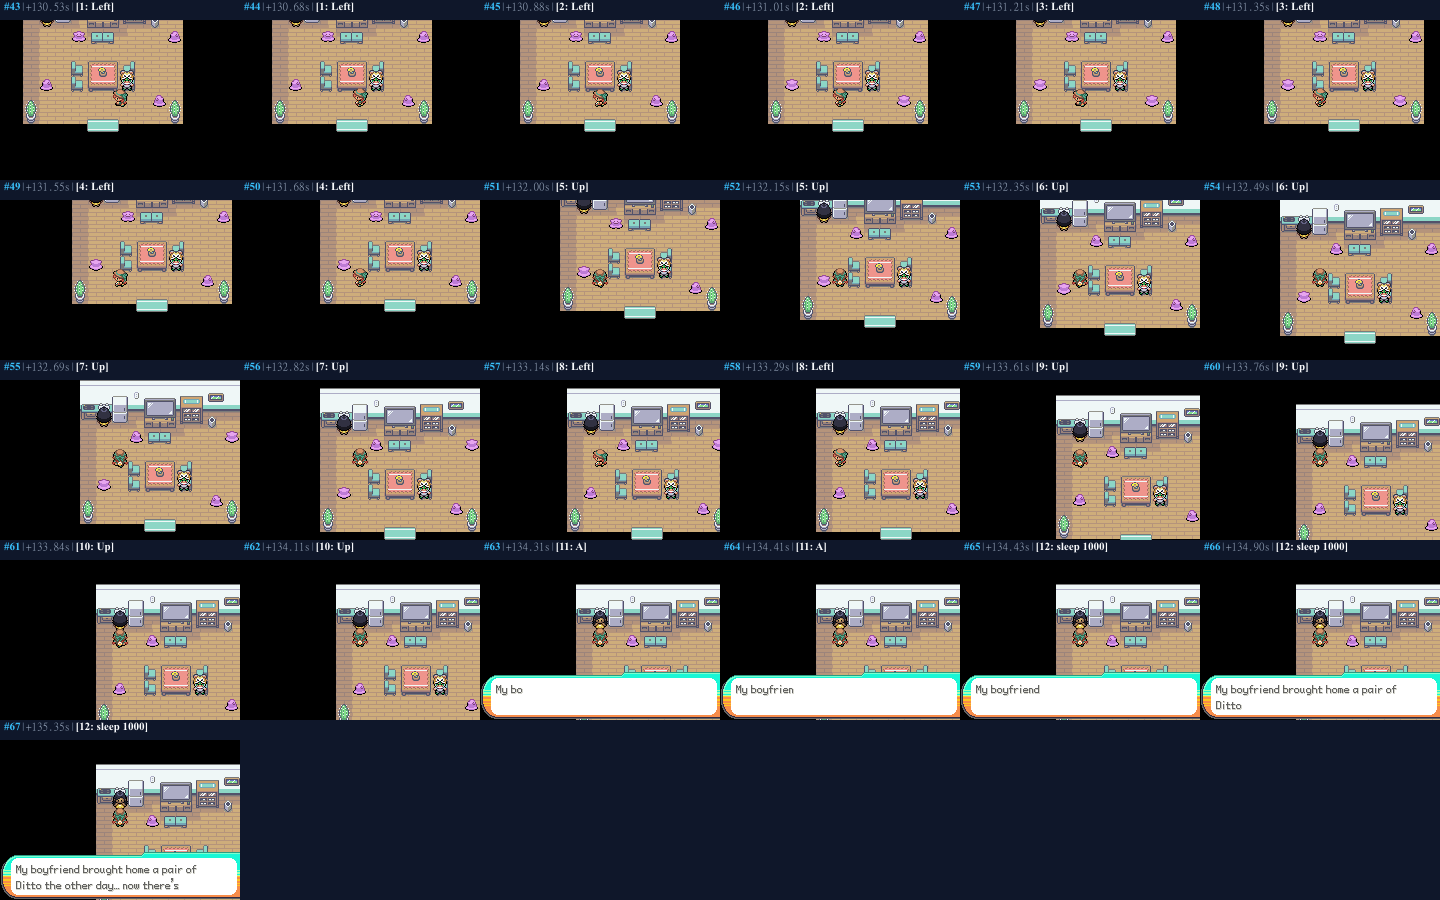 #43 | +130.53s | [1: Left]
#44 | +130.68s | [1: Left]
#45 | +130.88s | [2: Left]
#46 | +131.01s | [2: Left]
#47 | +131.21s | [3: Left]
#48 | +131.35s | [3: Left]
#49 | +131.55s | [4: Left]
#50 | +131.68s | [4: Left]
#51 | +132.00s | [5: Up]
#52 | +132.15s | [5: Up]
#53 | +132.35s | [6: Up]
#54 | +132.49s | [6: Up]
#55 | +132.69s | [7: Up]
#56 | +132.82s | [7: Up]
#57 | +133.14s | [8: Left]
#58 | +133.29s | [8: Left]
#59 | +133.61s | [9: Up]
#60 | +133.76s | [9: Up]
#61 | +133.84s | [10: Up]
#62 | +134.11s | [10: Up]
#63 | +134.31s | [11: A]
#64 | +134.41s | [11: A]
#65 | +134.43s | [12: sleep 1000]
#66 | +134.90s | [12: sleep 1000]
My bo
My boyfrien
My boyfriend
My boyfriend brought home a pair of
Ditto
#67 | +135.35s | [12: sleep 1000]
My boyfriend brought home a pair of
Ditto the other day... now there's